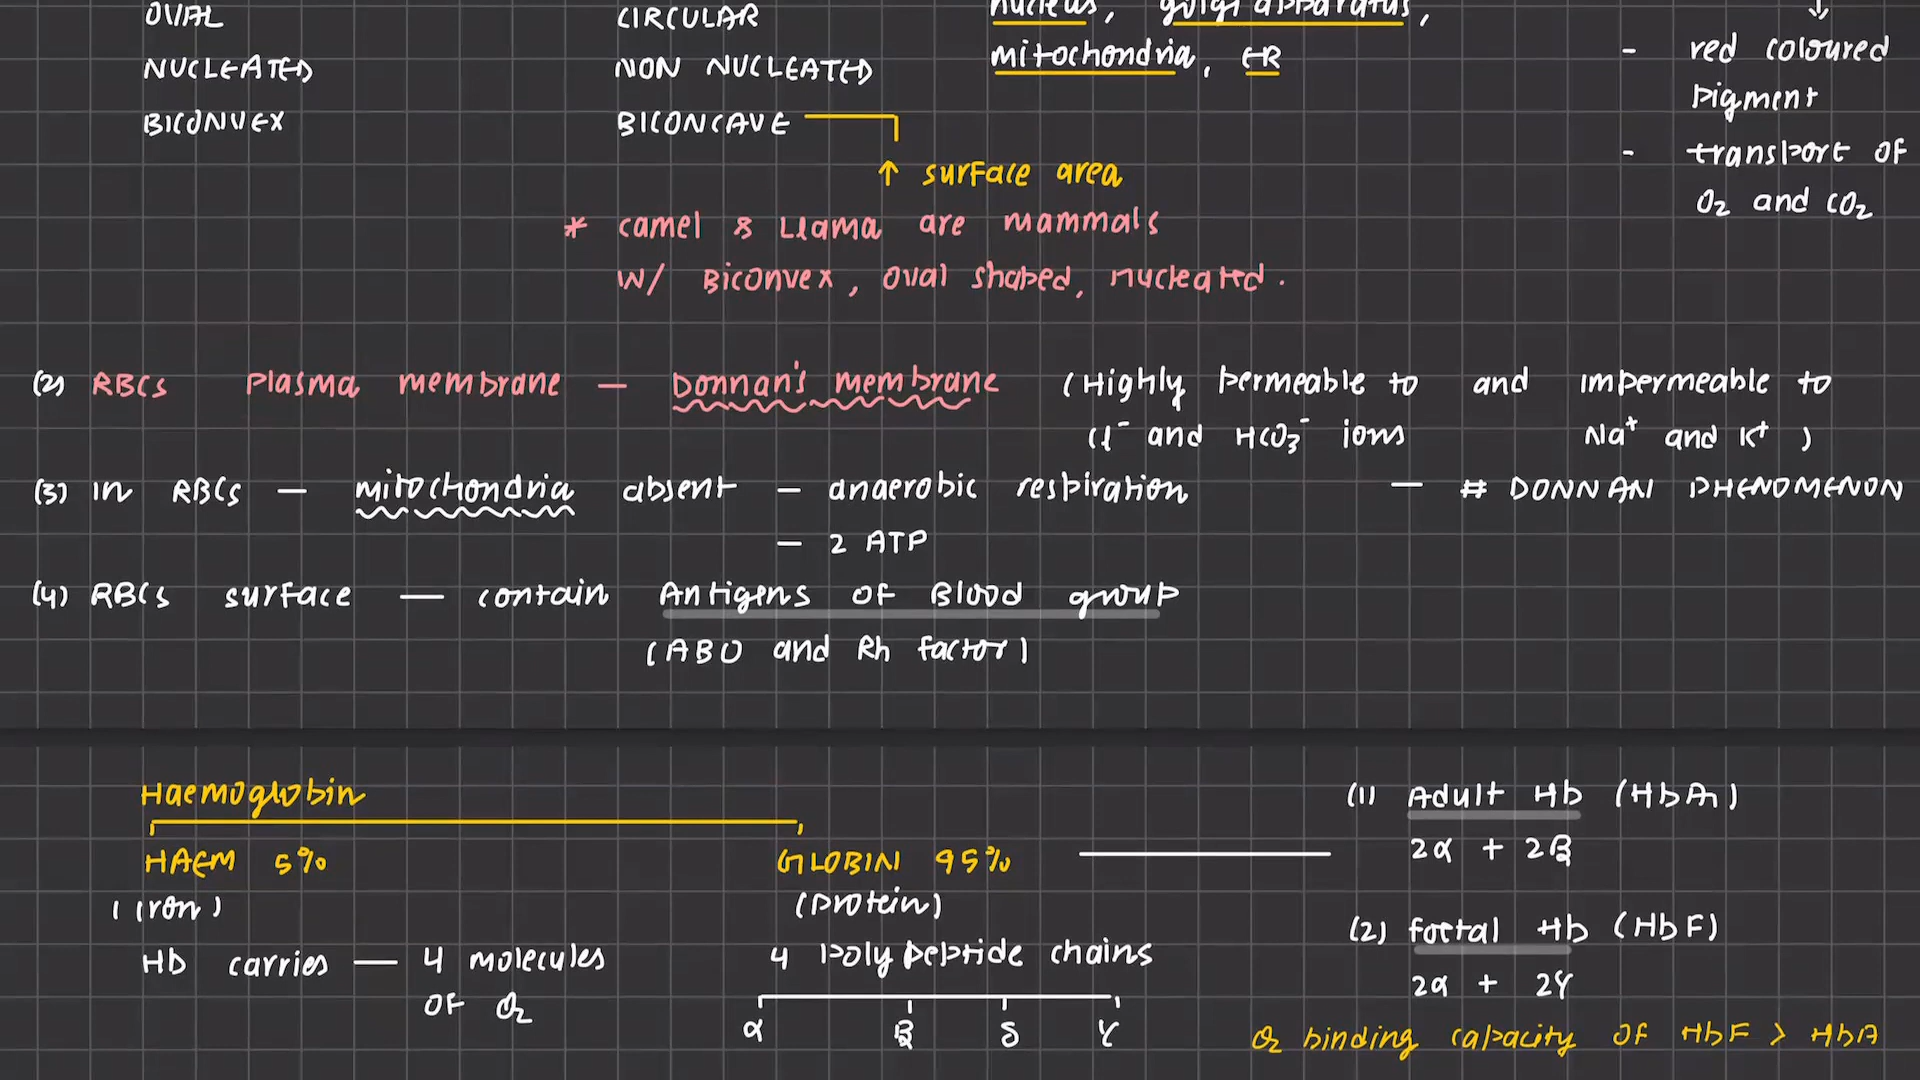 OVAL
NUCLEATED
BICONVEX
CIRCULAR
NON NUCLEATED
BICONCAVE
↑ surface area
nucleus, golgi apparatus,
mitochondria, ER
↓
- red coloured
pigment
- transport of
O₂ and CO₂
* camel & Llama are mammals
w/ Biconvex, oval shaped, nucleated.
(2) RBCs Plasma membrane — Donnan's membrane (Highly permeable to and impermeable to
Cl⁻ and HCO₃⁻ ions Na⁺ and K⁺)
(3) in RBCs — mitochondria absent — anaerobic respiration — # DONNAN PHENOMENON
— 2 ATP
(4) RBCs surface — contain Antigens of Blood group
(ABO and Rh factor)
Haemoglobin
HAEM 5%
(iron)
Hb carries — 4 molecules
of O₂
GLOBIN 95%
(protein)
4 polypeptide chains
α β δ γ
(1) Adult Hb (HbA₁)
2α + 2β
(2) foetal Hb (HbF)
2α + 2γ
O₂ binding capacity of HbF > HbA